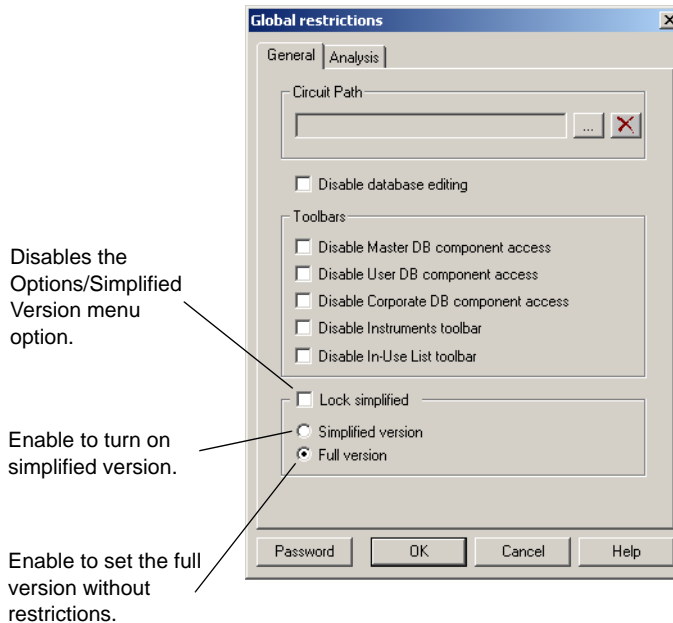 Global restrictions
General
Analysis
Circuit Path
...
Disable database editing
Toolbars
Disable Master DB component access
Disable User DB component access
Disable Corporate DB component access
Disable Instruments toolbar
Disable In-Use List toolbar
Lock simplified
Simplified version
Full version
Password
OK
Cancel
Help
Disables the
Options/Simplified
Version menu
option.
Enable to turn on
simplified version.
Enable to set the full
version without
restrictions.